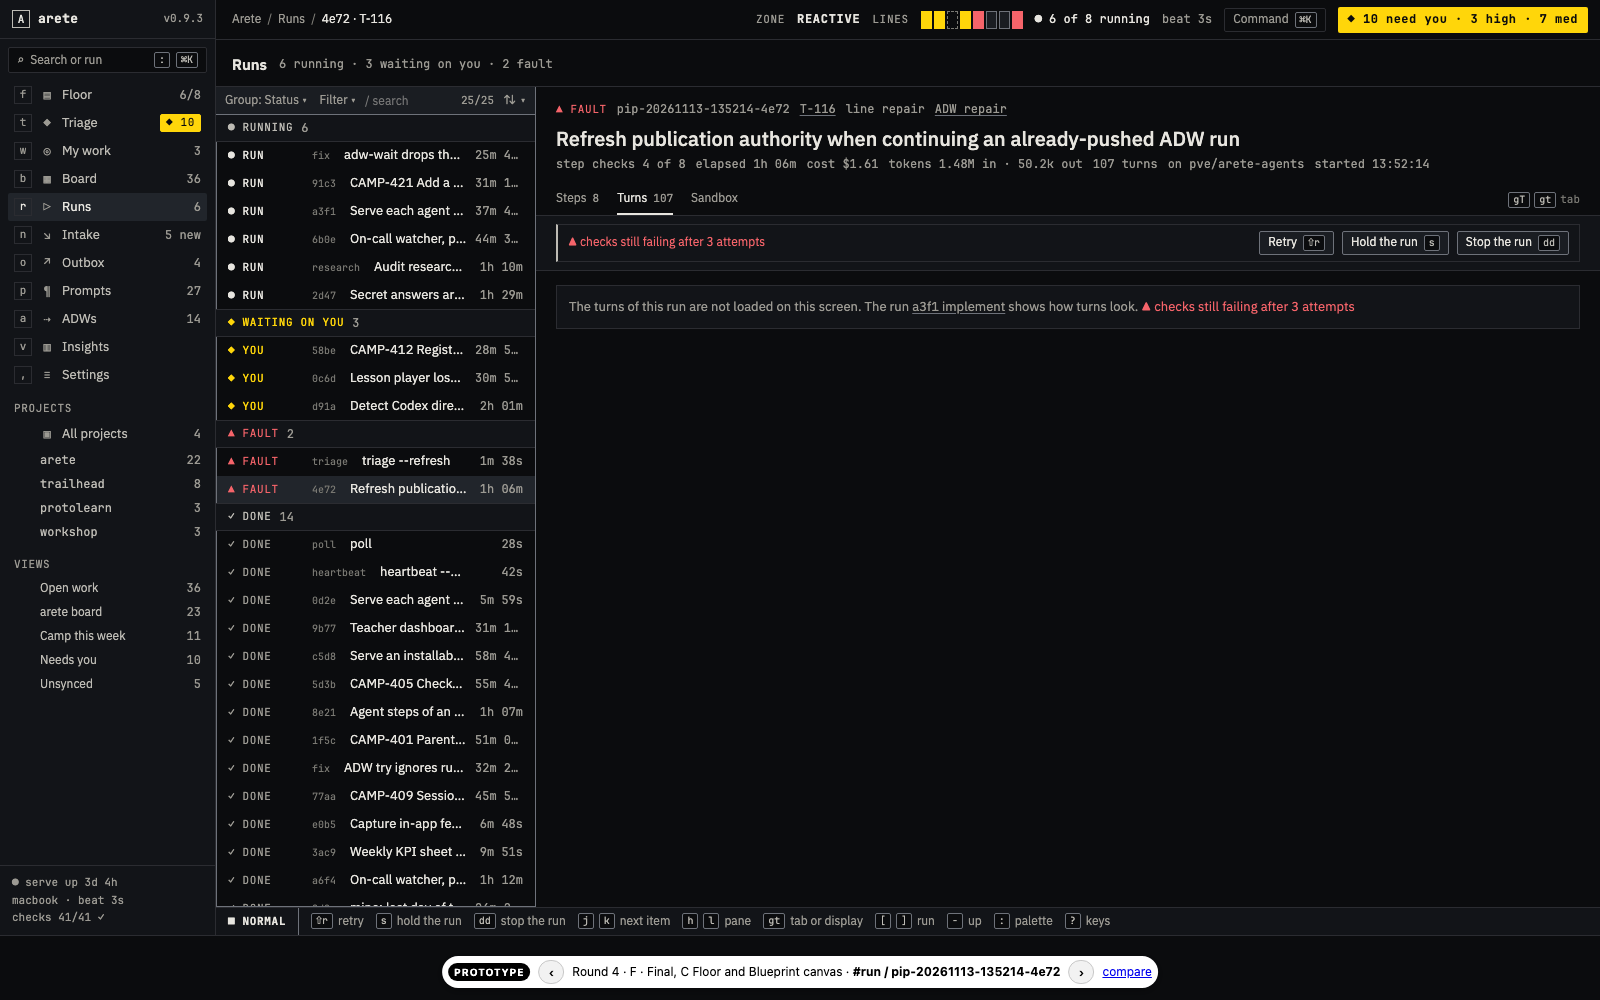 A arete v0.9.3
Arete / Runs / 4e72 · T-116
ZONE REACTIVE LINES 6 of 8 running beat 3s Command ⌘K ◆ 10 need you · 3 high · 7 med
Search or run : ⌘K
f Floor 6/8
t Triage ◆ 10
w My work 3
b Board 36
r Runs 6
n Intake 5 new
o Outbox 4
p ¶ Prompts 27
a ADWs 14
v Insights
, Settings
PROJECTS
All projects 4
arete 22
trailhead 8
protolearn 3
workshop 3
VIEWS
Open work 36
arete board 23
Camp this week 11
Needs you 10
Unsynced 5
● serve up 3d 4h
macbook · beat 3s
checks 41/41 ✓
Runs 6 running · 3 waiting on you · 2 fault
Group: Status ▾ Filter ▾ / search 25/25 ↑↓ ▾
● RUNNING 6
● RUN fix adw-wait drops th… 25m 4…
● RUN 91c3 CAMP-421 Add a … 31m 1…
● RUN a3f1 Serve each agent … 37m 4…
● RUN 6b0e On-call watcher, p… 44m 3…
● RUN research Audit researc… 1h 10m
● RUN 2d47 Secret answers ar… 1h 29m
◆ WAITING ON YOU 3
◆ YOU 58be CAMP-412 Regist… 28m 5…
◆ YOU 0c6d Lesson player los… 30m 5…
◆ YOU d91a Detect Codex dire… 2h 01m
▲ FAULT 2
▲ FAULT triage triage --refresh 1m 38s
▲ FAULT 4e72 Refresh publicatio… 1h 06m
✓ DONE 14
✓ DONE poll poll 28s
✓ DONE heartbeat heartbeat --… 42s
✓ DONE 0d2e Serve each agent … 5m 59s
✓ DONE 9b77 Teacher dashboar… 31m 1…
✓ DONE c5d8 Serve an installab… 58m 4…
✓ DONE 5d3b CAMP-405 Check… 55m 4…
✓ DONE 8e21 Agent steps of an … 1h 07m
✓ DONE 1f5c CAMP-401 Parent… 51m 0…
✓ DONE fix ADW try ignores ru… 32m 2…
✓ DONE 77aa CAMP-409 Sessio… 45m 5…
✓ DONE e0b5 Capture in-app fe… 6m 48s
✓ DONE 3ac9 Weekly KPI sheet … 9m 51s
✓ DONE a6f4 On-call watcher, p… 1h 12m
▲ FAULT pip-20261113-135214-4e72 T-116 line repair ADW repair
Refresh publication authority when continuing an already-pushed ADW run
step checks 4 of 8 elapsed 1h 06m cost $1.61 tokens 1.48M in · 50.2k out 107 turns on pve/arete-agents started 13:52:14
Steps 8 Turns 107 Sandbox gT gt tab
▲ checks still failing after 3 attempts Retry ⇧r Hold the run s Stop the run dd
The turns of this run are not loaded on this screen. The run a3f1 implement shows how turns look. ▲ checks still failing after 3 attempts
■ NORMAL ⇧r retry s hold the run dd stop the run j k next item h l pane gt tab or display [ ] run - up : palette ? keys
PROTOTYPE ‹ Round 4 · F · Final, C Floor and Blueprint canvas · #run / pip-20261113-135214-4e72 › compare